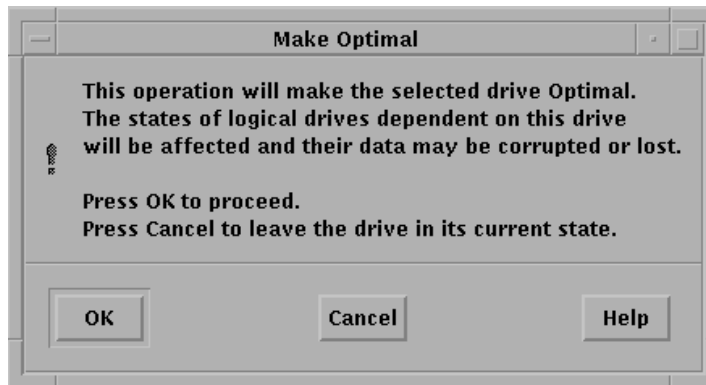 Make Optimal
This operation will make the selected drive Optimal.
The states of logical drives dependent on this drive
will be affected and their data may be corrupted or lost.
Press OK to proceed.
Press Cancel to leave the drive in its current state.
OK Cancel Help